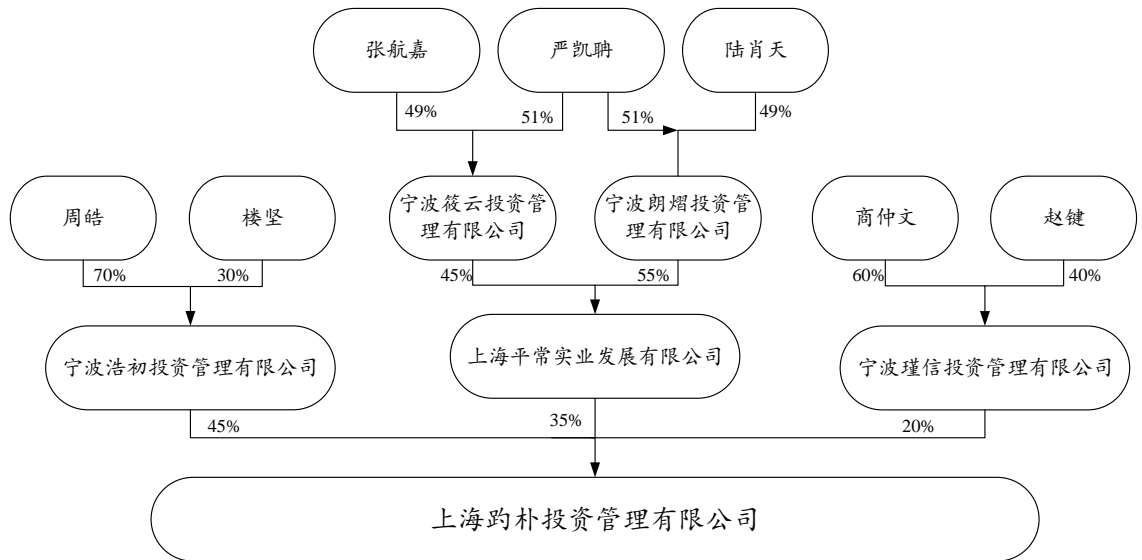 张航嘉
严凯聃
陆肖天
49%
51%
51%
49%
周皓
楼坚
宁波筱云投资管
理有限公司
宁波朗熠投资管
理有限公司
商仲文
赵键
70%
30%
45%
55%
60%
40%
宁波浩初投资管理有限公司
上海平常实业发展有限公司
宁波瑾信投资管理有限公司
45%
35%
20%
上海趵朴投资管理有限公司